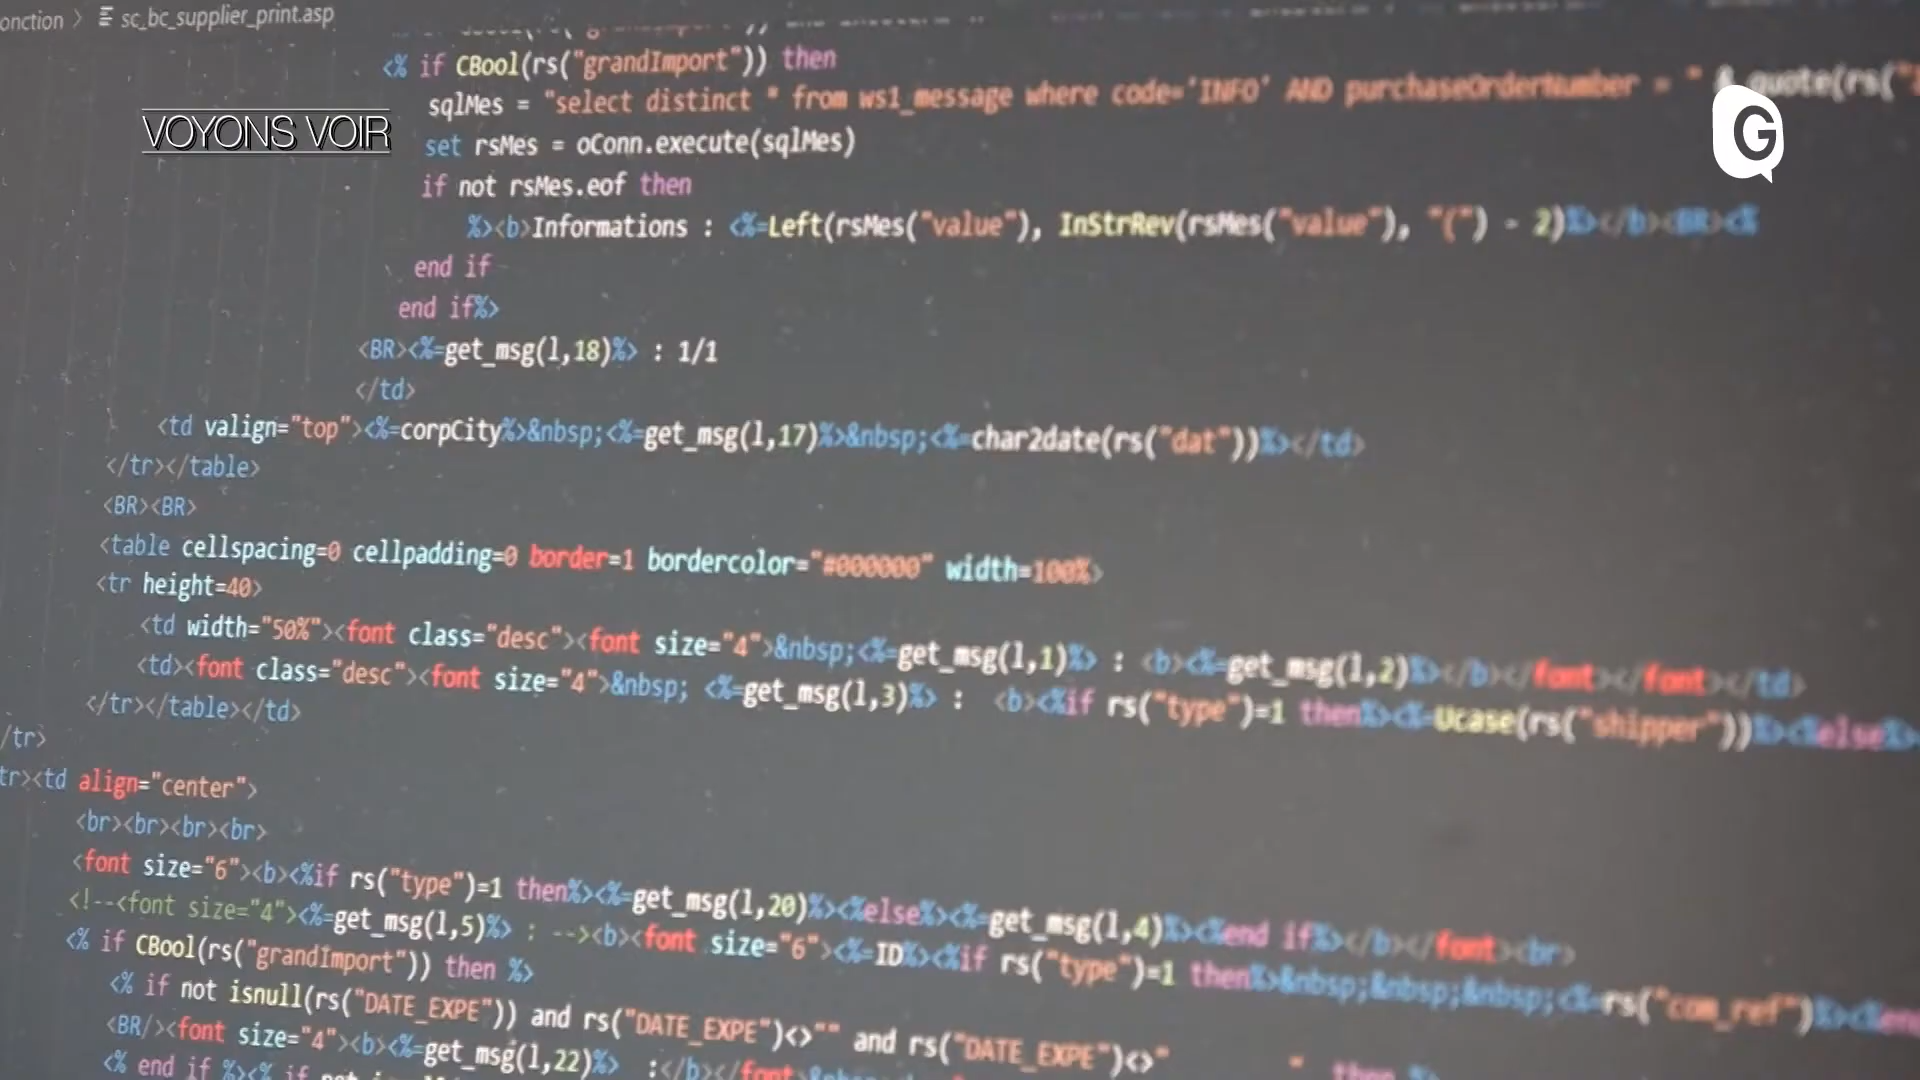 onction > sc_bc_supplier_print.asp
<% if CBool(rs("grandImport")) then
sqlMes = "select distinct * from ws1_message where code='INFO' AND purchaseOrderNumber = " & quote(rs("
set rsMes = oConn.execute(sqlMes)
if not rsMes.eof then
%><b>Informations : <%=Left(rsMes("value"), InStrRev(rsMes("value"), "(") - 2)%></b><BR><%
end if
end if%>
<BR><%=get_msg(l,18)%> : 1/1
</td>
<td valign="top"><%=corpCity%>&nbsp;<%=get_msg(l,17)%>&nbsp;<%=char2date(rs("dat"))%></td>
</tr></table>
<BR><BR>
<table cellspacing=0 cellpadding=0 border=1 bordercolor="#000000" width=100%>
<tr height=40>
<td width="50%"><font class="desc"><font size="4">&nbsp;<%=get_msg(l,1)%> : <b><%=get_msg(l,2)%></b></font></font></td>
<td><font class="desc"><font size="4">&nbsp; <%=get_msg(l,3)%> : <b><%if rs("type")=1 then%><%=Ucase(rs("shipper"))%><%else%>
</tr></table></td>
/tr>
tr><td align="center">
<br><br><br><br>
<font size="6"><b><%if rs("type")=1 then%><%=get_msg(l,20)%><%else%><%=get_msg(l,4)%><%end if%></b></font><br>
<!--<font size="4"><%=get_msg(l,5)%> : --><b><font size="6"><%=ID%><%if rs("type")=1 then%>&nbsp;&nbsp;&nbsp;<%=rs("com_ref")%><%en
<% if CBool(rs("grandImport")) then %>
<% if not isnull(rs("DATE_EXPE")) and rs("DATE_EXPE")<>"" and rs("DATE_EXPE")<>" " then %>
<BR/><font size="4"><b><%=get_msg(l,22)%> :</b></font>&nbsp;
<% end if %><% if not
VOYONS VOIR
G